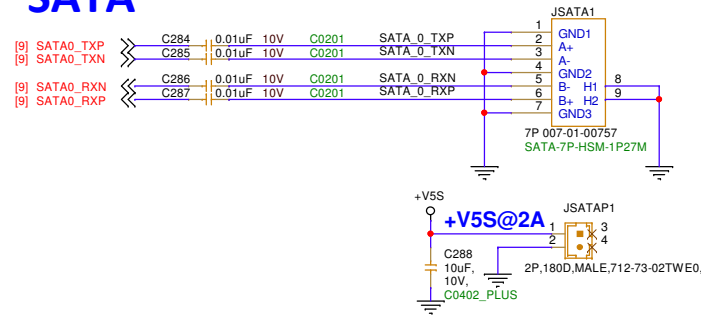 SATA
JSATA1
1 GND1
[9] SATA0_TXP C284 0.01uF 10V C0201 SATA_0_TXP 2 A+
[9] SATA0_TXN C285 0.01uF 10V C0201 SATA_0_TXN 3 A-
4 GND2
[9] SATA0_RXN C286 0.01uF 10V C0201 SATA_0_RXN 5 B- H1 8
[9] SATA0_RXP C287 0.01uF 10V C0201 SATA_0_RXP 6 B+ H2 9
7 GND3
7P 007-01-00757
SATA-7P-HSM-1P27M
+V5S
+V5S@2A
JSATAP1
1 3
2 4
C288
10uF,
10V,
C0402_PLUS
2P,180D,MALE,712-73-02TWE0,